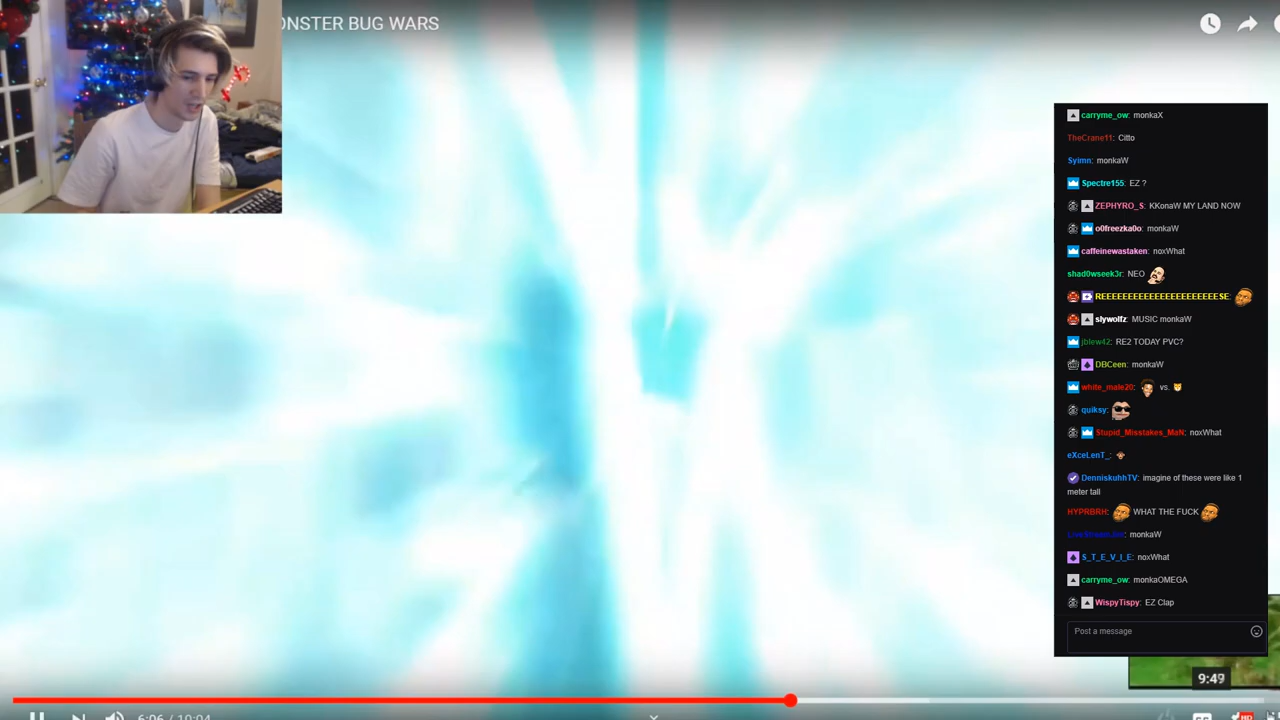 ONSTER BUG WARS
carryme_ow: monkaX
TheCrane11: Citto
Syimn: monkaW
Spectre155: EZ ?
ZEPHYRO_S: KKonaW MY LAND NOW
o0freezka0o: monkaW
caffeinewastaken: noxWhat
shad0wseek3r: NEO
REEEEEEEEEEEEEEEEEEEEEESE:
slywolfz: MUSIC monkaW
jblew42: RE2 TODAY PVC?
DBCeen: monkaW
white_male20: vs.
quiksy:
Stupid_Misstakes_MaN: noxWhat
eXceLenT_:
DenniskuhhTV: imagine of these were like 1
meter tall
HYPRBRH: WHAT THE FUCK
monkaW
S_T_E_V_I_E: noxWhat
carryme_ow: monkaOMEGA
WispyTispy: EZ Clap
Post a message
9:49
6:06 / 10:04
HD